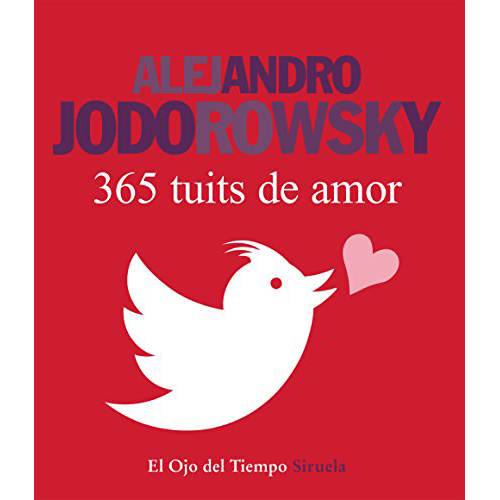 ALEJANDRO
JODOROWSKY
365 tuits de amor
El Ojo del Tiempo Siruela